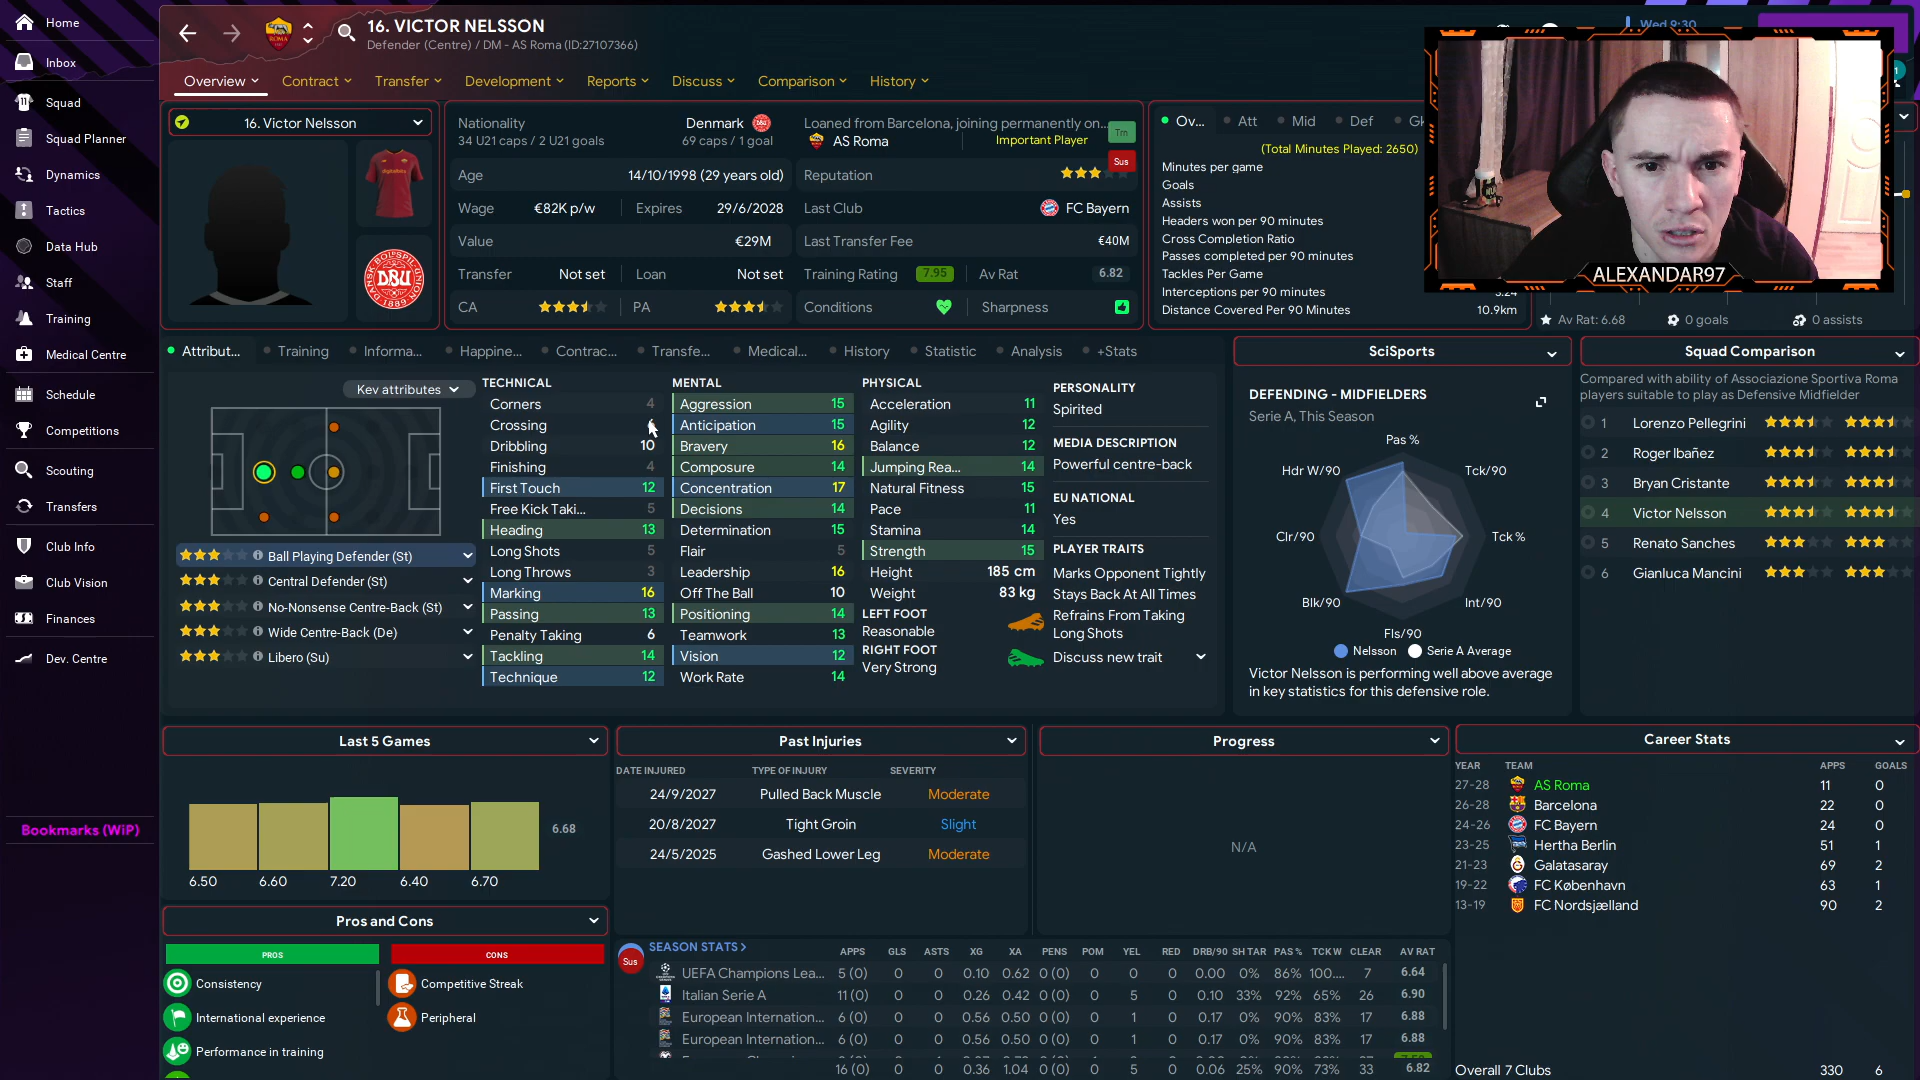 Home
Inbox
Squad
Squad Planner
Dynamics
Tactics
Data Hub
Staff
Training
Medical Centre
Schedule
Competitions
Scouting
Transfers
Club Info
Club Vision
Finances
Dev. Centre
Bookmarks (WiP)
16. VICTOR NELSSON
Defender (Centre) / DM - AS Roma (ID:27107366)
Wed 9:30
Overview Contract Transfer Development Reports Discuss Comparison History
16. Victor Nelsson
Nationality Denmark
34 U21 caps / 2 U21 goals 69 caps / 1 goal
Age 14/10/1998 (29 years old)
Wage €82K p/w Expires 29/6/2028
Value €29M
Transfer Not set Loan Not set
CA PA
Loaned from Barcelona, joining permanently on... Trn
AS Roma Important Player
Sus
Reputation
Last Club FC Bayern
Last Transfer Fee €40M
Training Rating 7.95 Av Rat 6.82
Conditions Sharpness
Ov... Att Mid Def Gk
(Total Minutes Played: 2650)
Minutes per game
Goals
Assists
Headers won per 90 minutes
Cross Completion Ratio
Passes completed per 90 minutes
Tackles Per Game
Interceptions per 90 minutes
Distance Covered Per 90 Minutes 10.9km
ALEXANDAR97
Av Rat: 6.68 0 goals 0 assists
Attribut... Training Informa... Happine... Contrac... Transfe... Medical... History Statistic Analysis +Stats
Key attributes
Ball Playing Defender (St)
Central Defender (St)
No-Nonsense Centre-Back (St)
Wide Centre-Back (De)
Libero (Su)
TECHNICAL
Corners 4
Crossing
Dribbling 10
Finishing 4
First Touch 12
Free Kick Taki... 5
Heading 13
Long Shots 5
Long Throws 3
Marking 16
Passing 13
Penalty Taking 6
Tackling 14
Technique 12
MENTAL
Aggression 15
Anticipation 15
Bravery 16
Composure 14
Concentration 17
Decisions 14
Determination 15
Flair 5
Leadership 16
Off The Ball 10
Positioning 14
Teamwork 13
Vision 12
Work Rate 14
PHYSICAL
Acceleration 11
Agility 12
Balance 12
Jumping Rea... 14
Natural Fitness 15
Pace 11
Stamina 14
Strength 15
Height 185 cm
Weight 83 kg
LEFT FOOT
Reasonable
RIGHT FOOT
Very Strong
PERSONALITY
Spirited
MEDIA DESCRIPTION
Powerful centre-back
EU NATIONAL
Yes
PLAYER TRAITS
Marks Opponent Tightly
Stays Back At All Times
Refrains From Taking
Long Shots
Discuss new trait
SciSports
DEFENDING - MIDFIELDERS
Serie A, This Season
Pas %
Hdr W/90 Tck/90
Clr/90 Tck %
Blk/90 Int/90
Fls/90
Nelsson Serie A Average
Victor Nelsson is performing well above average
in key statistics for this defensive role.
Squad Comparison
Compared with ability of Associazione Sportiva Roma
players suitable to play as Defensive Midfielder
1 Lorenzo Pellegrini
2 Roger Ibañez
3 Bryan Cristante
4 Victor Nelsson
5 Renato Sanches
6 Gianluca Mancini
Last 5 Games
6.68
6.50 6.60 7.20 6.40 6.70
Past Injuries
DATE INJURED TYPE OF INJURY SEVERITY
24/9/2027 Pulled Back Muscle Moderate
20/8/2027 Tight Groin Slight
24/5/2025 Gashed Lower Leg Moderate
Progress
N/A
Career Stats
YEAR TEAM APPS GOALS
27-28 AS Roma 11 0
26-28 Barcelona 22 0
24-26 FC Bayern 24 0
23-25 Hertha Berlin 51 1
21-23 Galatasaray 69 2
19-22 FC København 63 1
13-19 FC Nordsjælland 90 2
Overall 7 Clubs 330 6
Pros and Cons
PROS CONS
Consistency Competitive Streak
International experience Peripheral
Performance in training
Sus
SEASON STATS > APPS GLS ASTS XG XA PENS POM YEL RED DRB/90 SH TAR PAS % TCK W CLEAR AV RAT
UEFA Champions Lea... 5 (0) 0 0 0.10 0.62 0 (0) 0 0 0 0.00 0% 86% 100.... 7 6.64
Italian Serie A 11 (0) 0 0 0.26 0.42 0 (0) 0 5 0 0.10 33% 92% 65% 26 6.90
European Internation... 6 (0) 0 0 0.56 0.50 0 (0) 0 1 0 0.17 0% 90% 83% 17 6.88
European Internation... 6 (0) 0 0 0.56 0.50 0 (0) 0 1 0 0.17 0% 90% 83% 17 6.88
16 (0) 0 0 0.36 1.04 0 (0) 0 5 0 0.06 25% 90% 73% 33 6.82